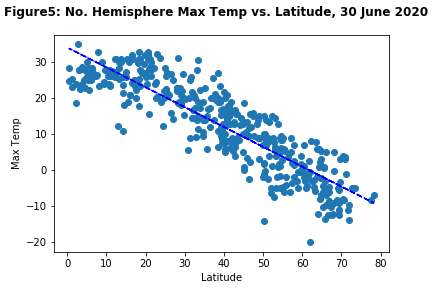 Figure5: No. Hemisphere Max Temp vs. Latitude, 30 June 2020
Max Temp
30
20
10
0
−10
−20
0 10 20 30 40 50 60 70 80
Latitude